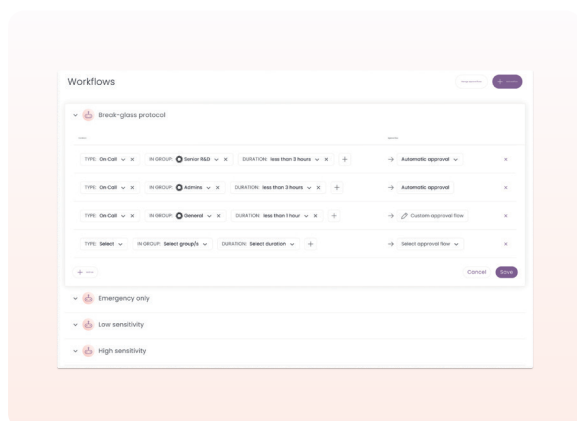 Workflows
Break-glass protocol
TYPE: On Call IN GROUP: Senior R&D DURATION: less than 3 hours + → Automatic approval ×
TYPE: On Call IN GROUP: Admins DURATION: less than 3 hours + → Automatic approval ×
TYPE: On Call IN GROUP: General DURATION: less than 1 hour + → Custom approval flow ×
TYPE: Select IN GROUP: Select group/s DURATION: Select duration + → Select approval flow ×
Cancel Save
Emergency only
Low sensitivity
High sensitivity